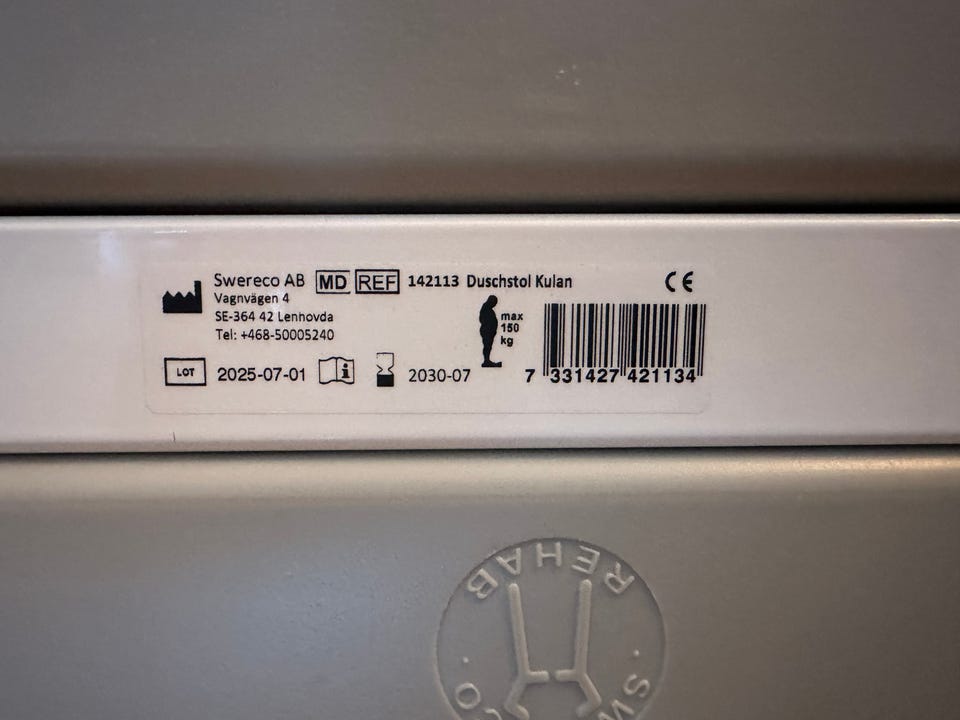 Swereco AB MD REF 142113 Duschstol Kulan CE
Vagnvägen 4
SE-364 42 Lenhovda
Tel: +468-50005240
max
150
kg
LOT 2025-07-01 i 2030-07
7 331427 421134
REHAB